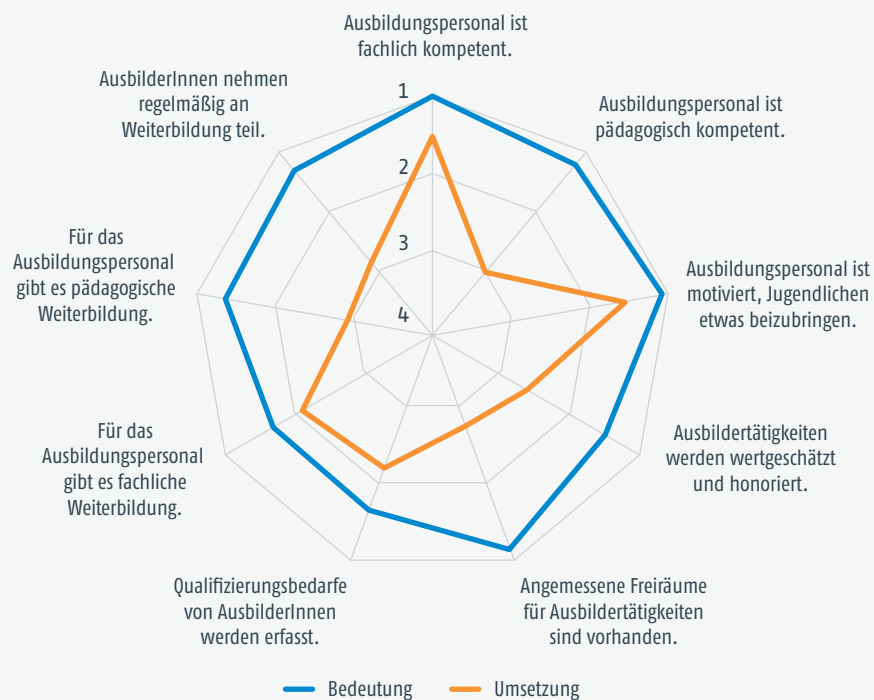 Ausbildungspersonal ist
fachlich kompetent.
AusbilderInnen nehmen
regelmäßig an
Weiterbildung teil.
Ausbildungspersonal ist
pädagogisch kompetent.
1
2
3
4
Für das
Ausbildungspersonal
gibt es pädagogische
Weiterbildung.
Ausbildungspersonal ist
motiviert, Jugendlichen
etwas beizubringen.
Für das
Ausbildungspersonal
gibt es fachliche
Weiterbildung.
Ausbildertätigkeiten
werden wertgeschätzt
und honoriert.
Qualifizierungsbedarfe
von AusbilderInnen
werden erfasst.
Angemessene Freiräume
für Ausbildertätigkeiten
sind vorhanden.
Bedeutung
Umsetzung